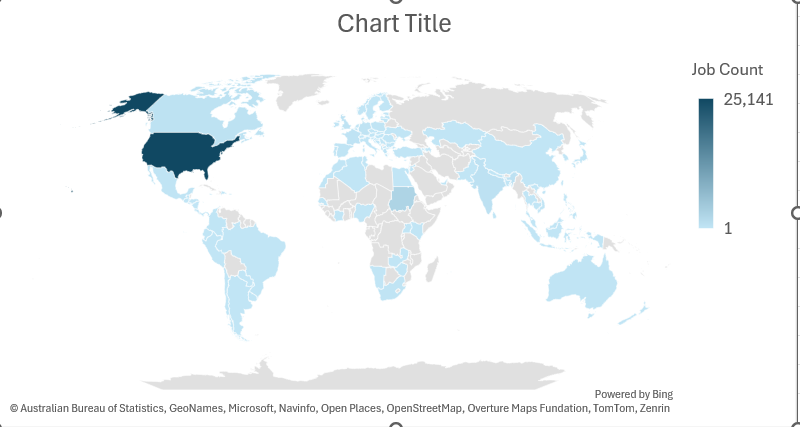 Chart Title
Job Count
25,141
1
Powered by Bing
© Australian Bureau of Statistics, GeoNames, Microsoft, Navinfo, Open Places, OpenStreetMap, Overture Maps Fundation, TomTom, Zenrin